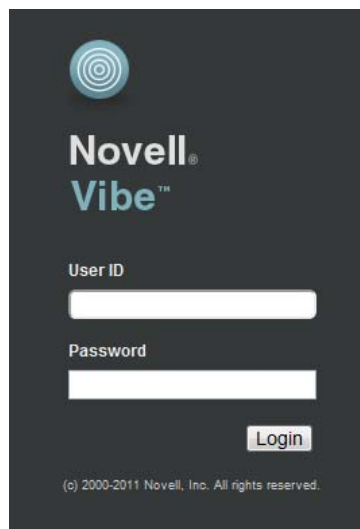 Novell®
Vibe™
User ID
Password
Login
(c) 2000-2011 Novell, Inc. All rights reserved.